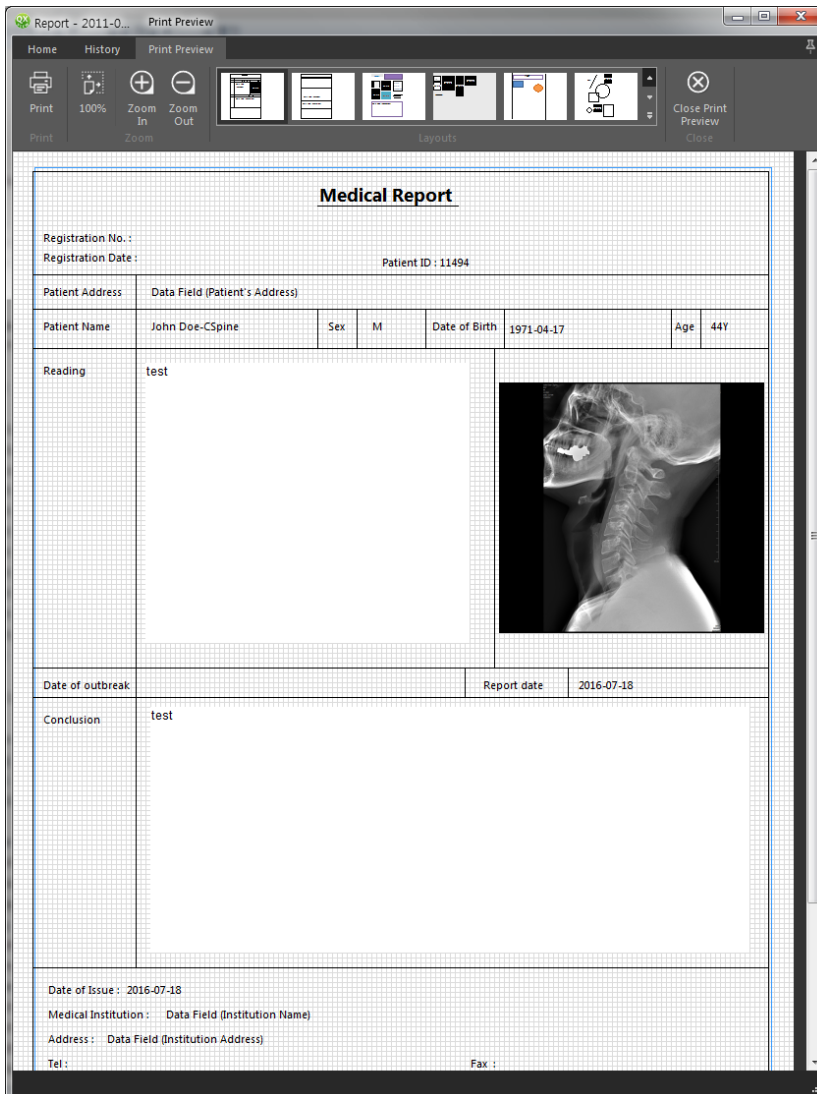 Report - 2011-0... Print Preview
Home History Print Preview
Print 100% Zoom In Zoom Out Close Print Preview
Print Zoom Layouts Close
Medical Report
Registration No. :
Registration Date :
Patient ID : 11494
Patient Address Data Field (Patient's Address)
Patient Name John Doe-CSpine Sex M Date of Birth 1971-04-17 Age 44Y
Reading test
Date of outbreak Report date 2016-07-18
Conclusion test
Date of Issue : 2016-07-18
Medical Institution : Data Field (Institution Name)
Address : Data Field (Institution Address)
Tel : Fax :